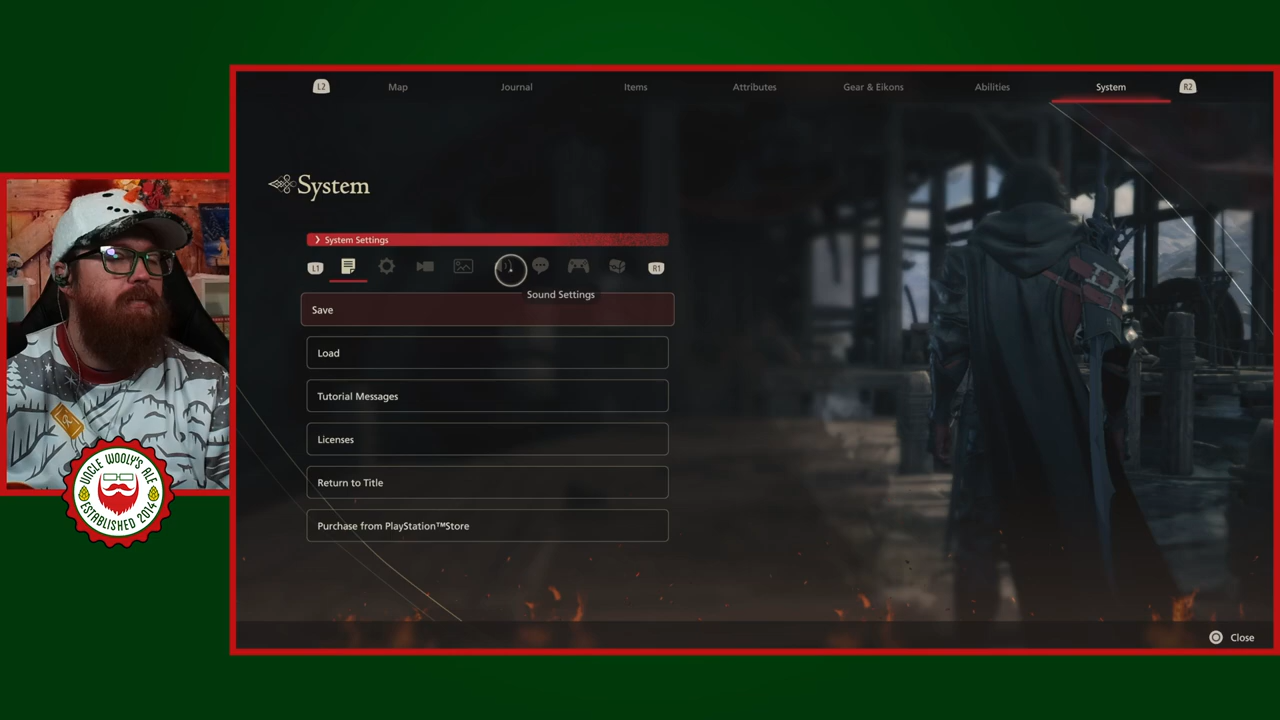 L2
Map
Journal
Items
Attributes
Gear & Eikons
Abilities
System
R2
System
System Settings
L1
R1
Sound Settings
Save
Load
Tutorial Messages
Licenses
Return to Title
Purchase from PlayStation™Store
Close
UNCLE WOOLY'S ALE
ESTABLISHED 2014